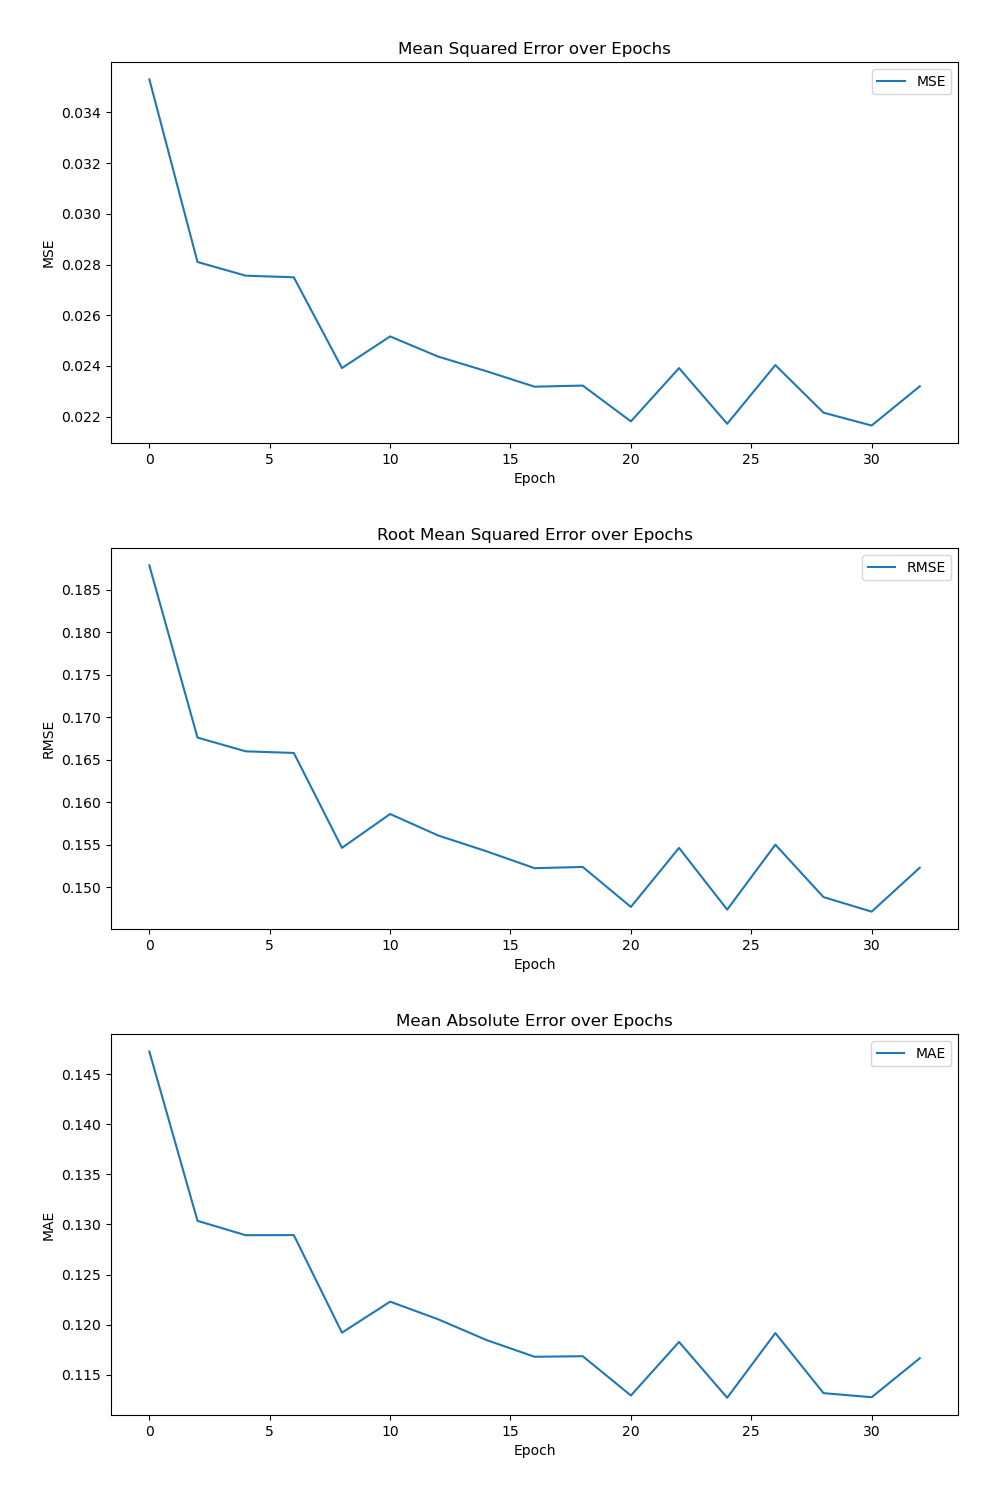 Mean Squared Error over Epochs
MSE
0.034
0.032
0.030
0.028
0.026
0.024
0.022
MSE
0 5 10 15 20 25 30
Epoch
Root Mean Squared Error over Epochs
RMSE
0.185
0.180
0.175
0.170
0.165
0.160
0.155
0.150
RMSE
0 5 10 15 20 25 30
Epoch
Mean Absolute Error over Epochs
MAE
0.145
0.140
0.135
0.130
0.125
0.120
0.115
MAE
0 5 10 15 20 25 30
Epoch